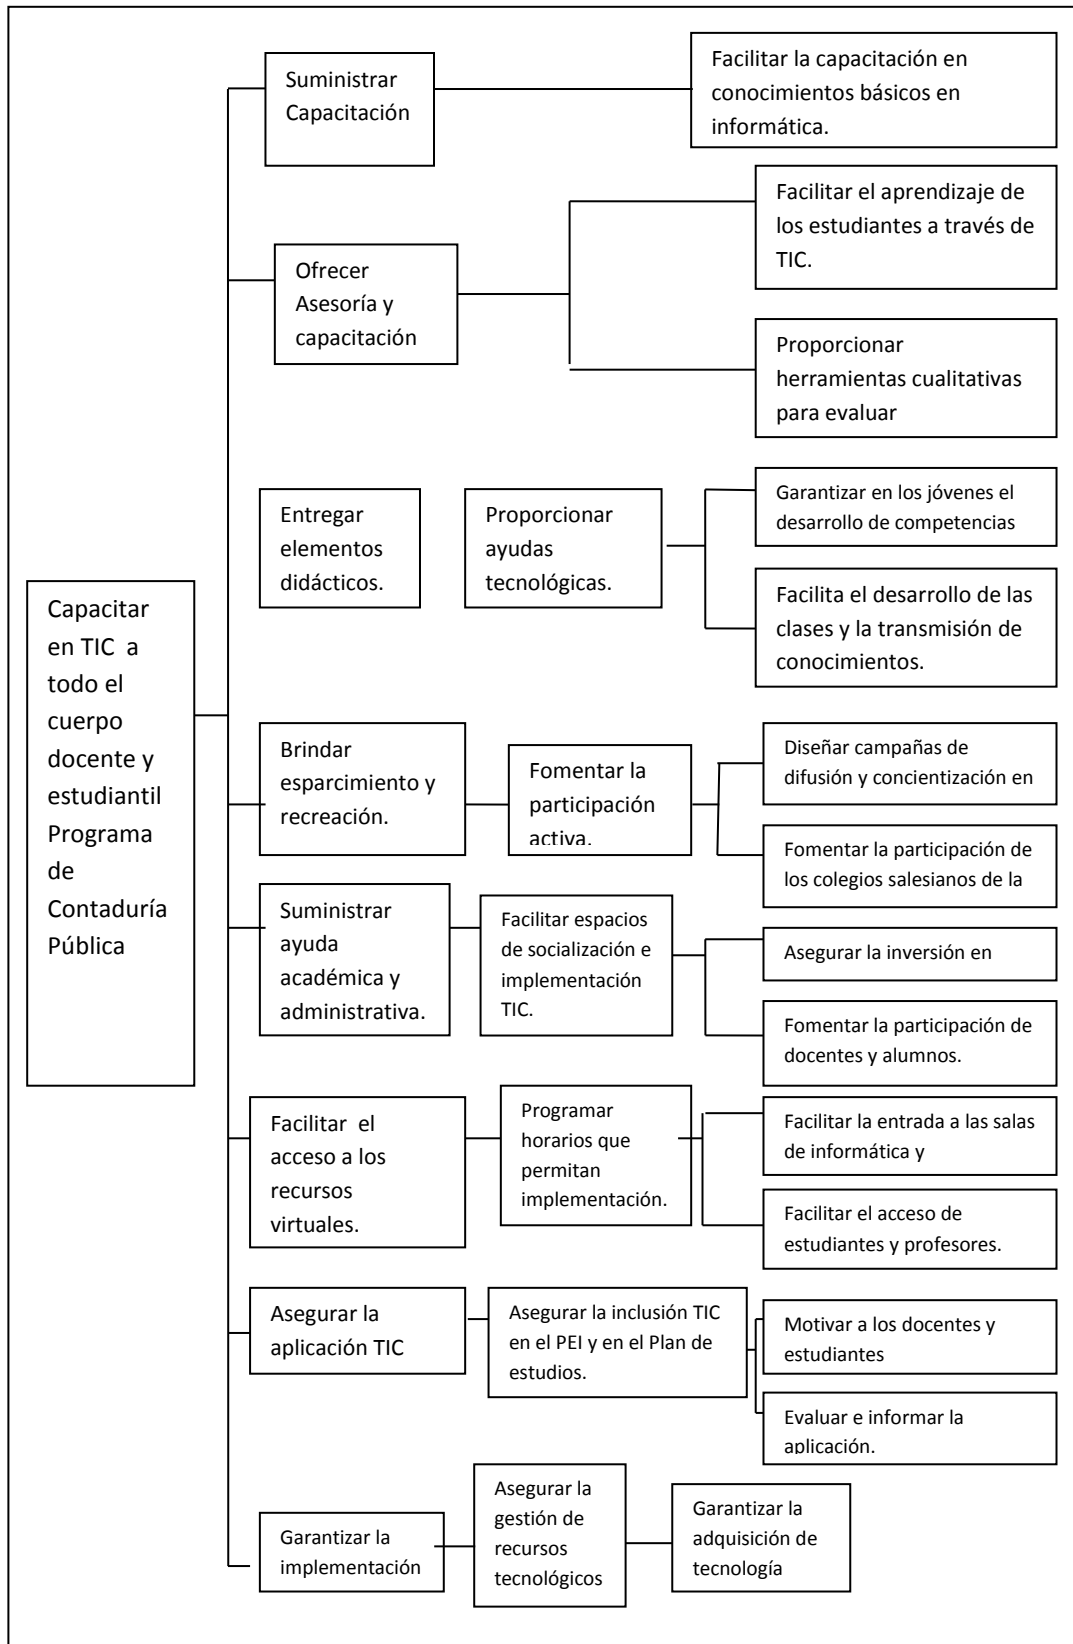 Capacitar
en TIC a
todo el
cuerpo
docente y
estudiantil
Programa
de
Contaduría
Pública
Suministrar
Capacitación
Facilitar la capacitación en
conocimientos básicos en
informática.
Ofrecer
Asesoría y
capacitación
Facilitar el aprendizaje de
los estudiantes a través de
TIC.
Proporcionar
herramientas cualitativas
para evaluar
Entregar
elementos
didácticos.
Proporcionar
ayudas
tecnológicas.
Garantizar en los jóvenes el
desarrollo de competencias
Facilita el desarrollo de las
clases y la transmisión de
conocimientos.
Brindar
esparcimiento y
recreación.
Fomentar la
participación
activa.
Diseñar campañas de
difusión y concientización en
Fomentar la participación de
los colegios salesianos de la
Suministrar
ayuda
académica y
administrativa.
Facilitar espacios
de socialización e
implementación
TIC.
Asegurar la inversión en
Fomentar la participación de
docentes y alumnos.
Facilitar el
acceso a los
recursos
virtuales.
Programar
horarios que
permitan
implementación.
Facilitar la entrada a las salas
de informática y
Facilitar el acceso de
estudiantes y profesores.
Asegurar la
aplicación TIC
Asegurar la inclusión TIC
en el PEI y en el Plan de
estudios.
Motivar a los docentes y
estudiantes
Evaluar e informar la
aplicación.
Garantizar la
implementación
Asegurar la
gestión de
recursos
tecnológicos
Garantizar la
adquisición de
tecnología